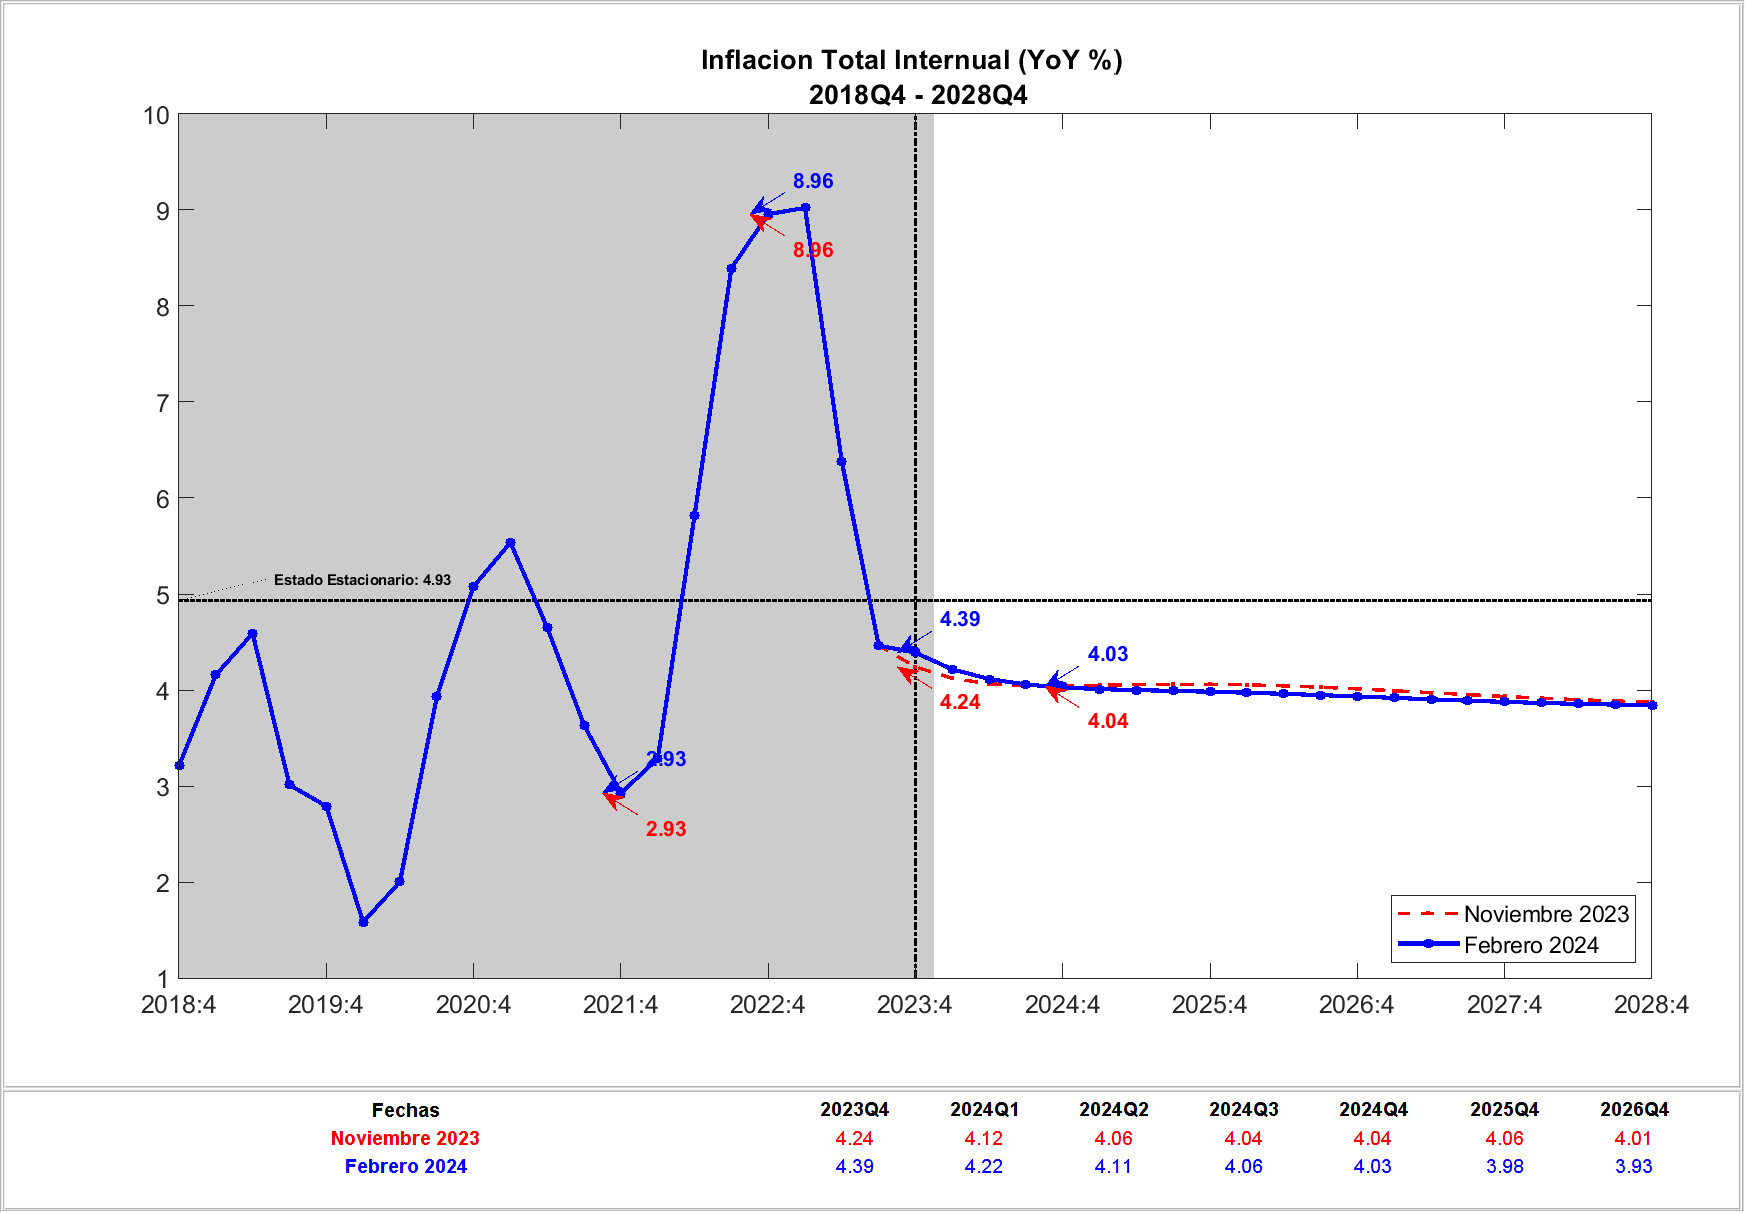 Inflacion Total Internual (YoY %)
2018Q4 - 2028Q4
10
9
8
7
6
5
4
3
2
1
8.96
8.96
Estado Estacionario: 4.93
4.39
4.24
4.03
4.04
2.93
2.93
Noviembre 2023
Febrero 2024
2018:4 2019:4 2020:4 2021:4 2022:4 2023:4 2024:4 2025:4 2026:4 2027:4 2028:4
Fechas 2023Q4 2024Q1 2024Q2 2024Q3 2024Q4 2025Q4 2026Q4
Noviembre 2023 4.24 4.12 4.06 4.04 4.04 4.06 4.01
Febrero 2024 4.39 4.22 4.11 4.06 4.03 3.98 3.93